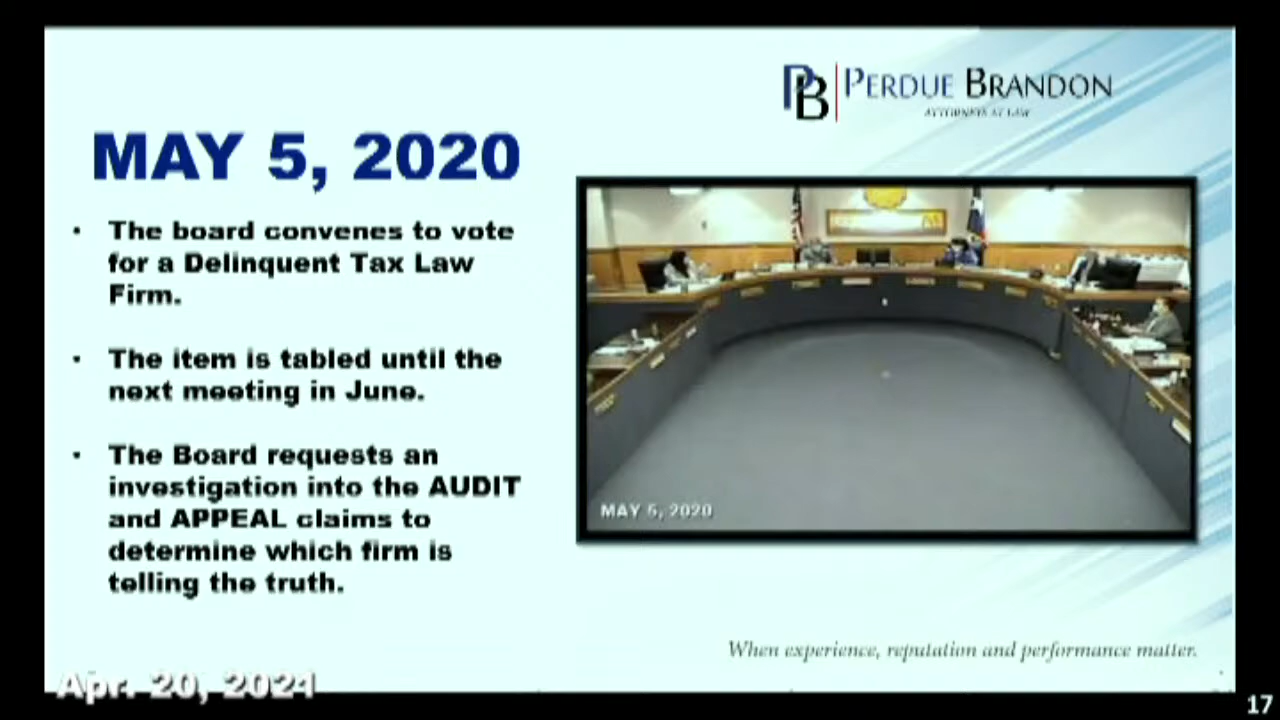 PB PERDUE BRANDON
ATTORNEYS AT LAW
MAY 5, 2020
• The board convenes to vote
for a Delinquent Tax Law
Firm.
• The item is tabled until the
next meeting in June.
• The Board requests an
investigation into the AUDIT
and APPEAL claims to
determine which firm is
telling the truth.
MAY 5, 2020
When experience, reputation and performance matter.
Apr. 20, 2021
17